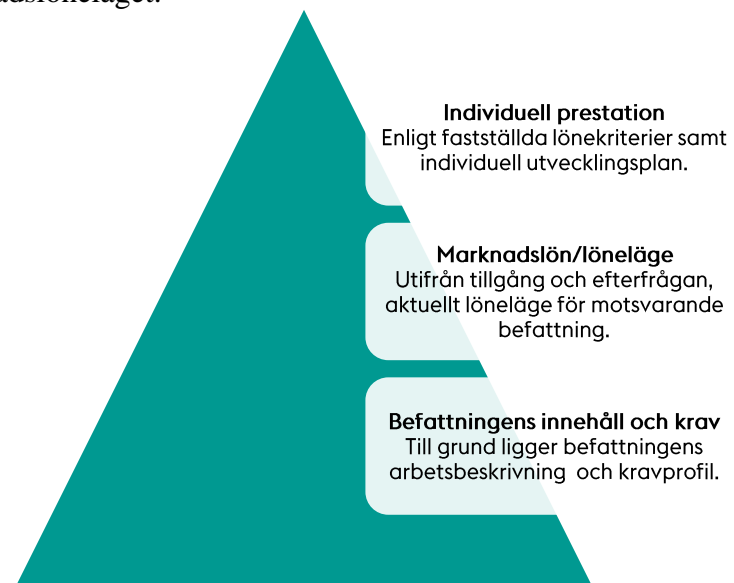 Individuell prestation
Enligt fastställda lönekriterier samt
individuell utvecklingsplan.
Marknadslön/löneläge
Utifrån tillgång och efterfrågan,
aktuellt löneläge för motsvarande
befattning.
Befattningens innehåll och krav
Till grund ligger befattningens
arbetsbeskrivning och kravprofil.